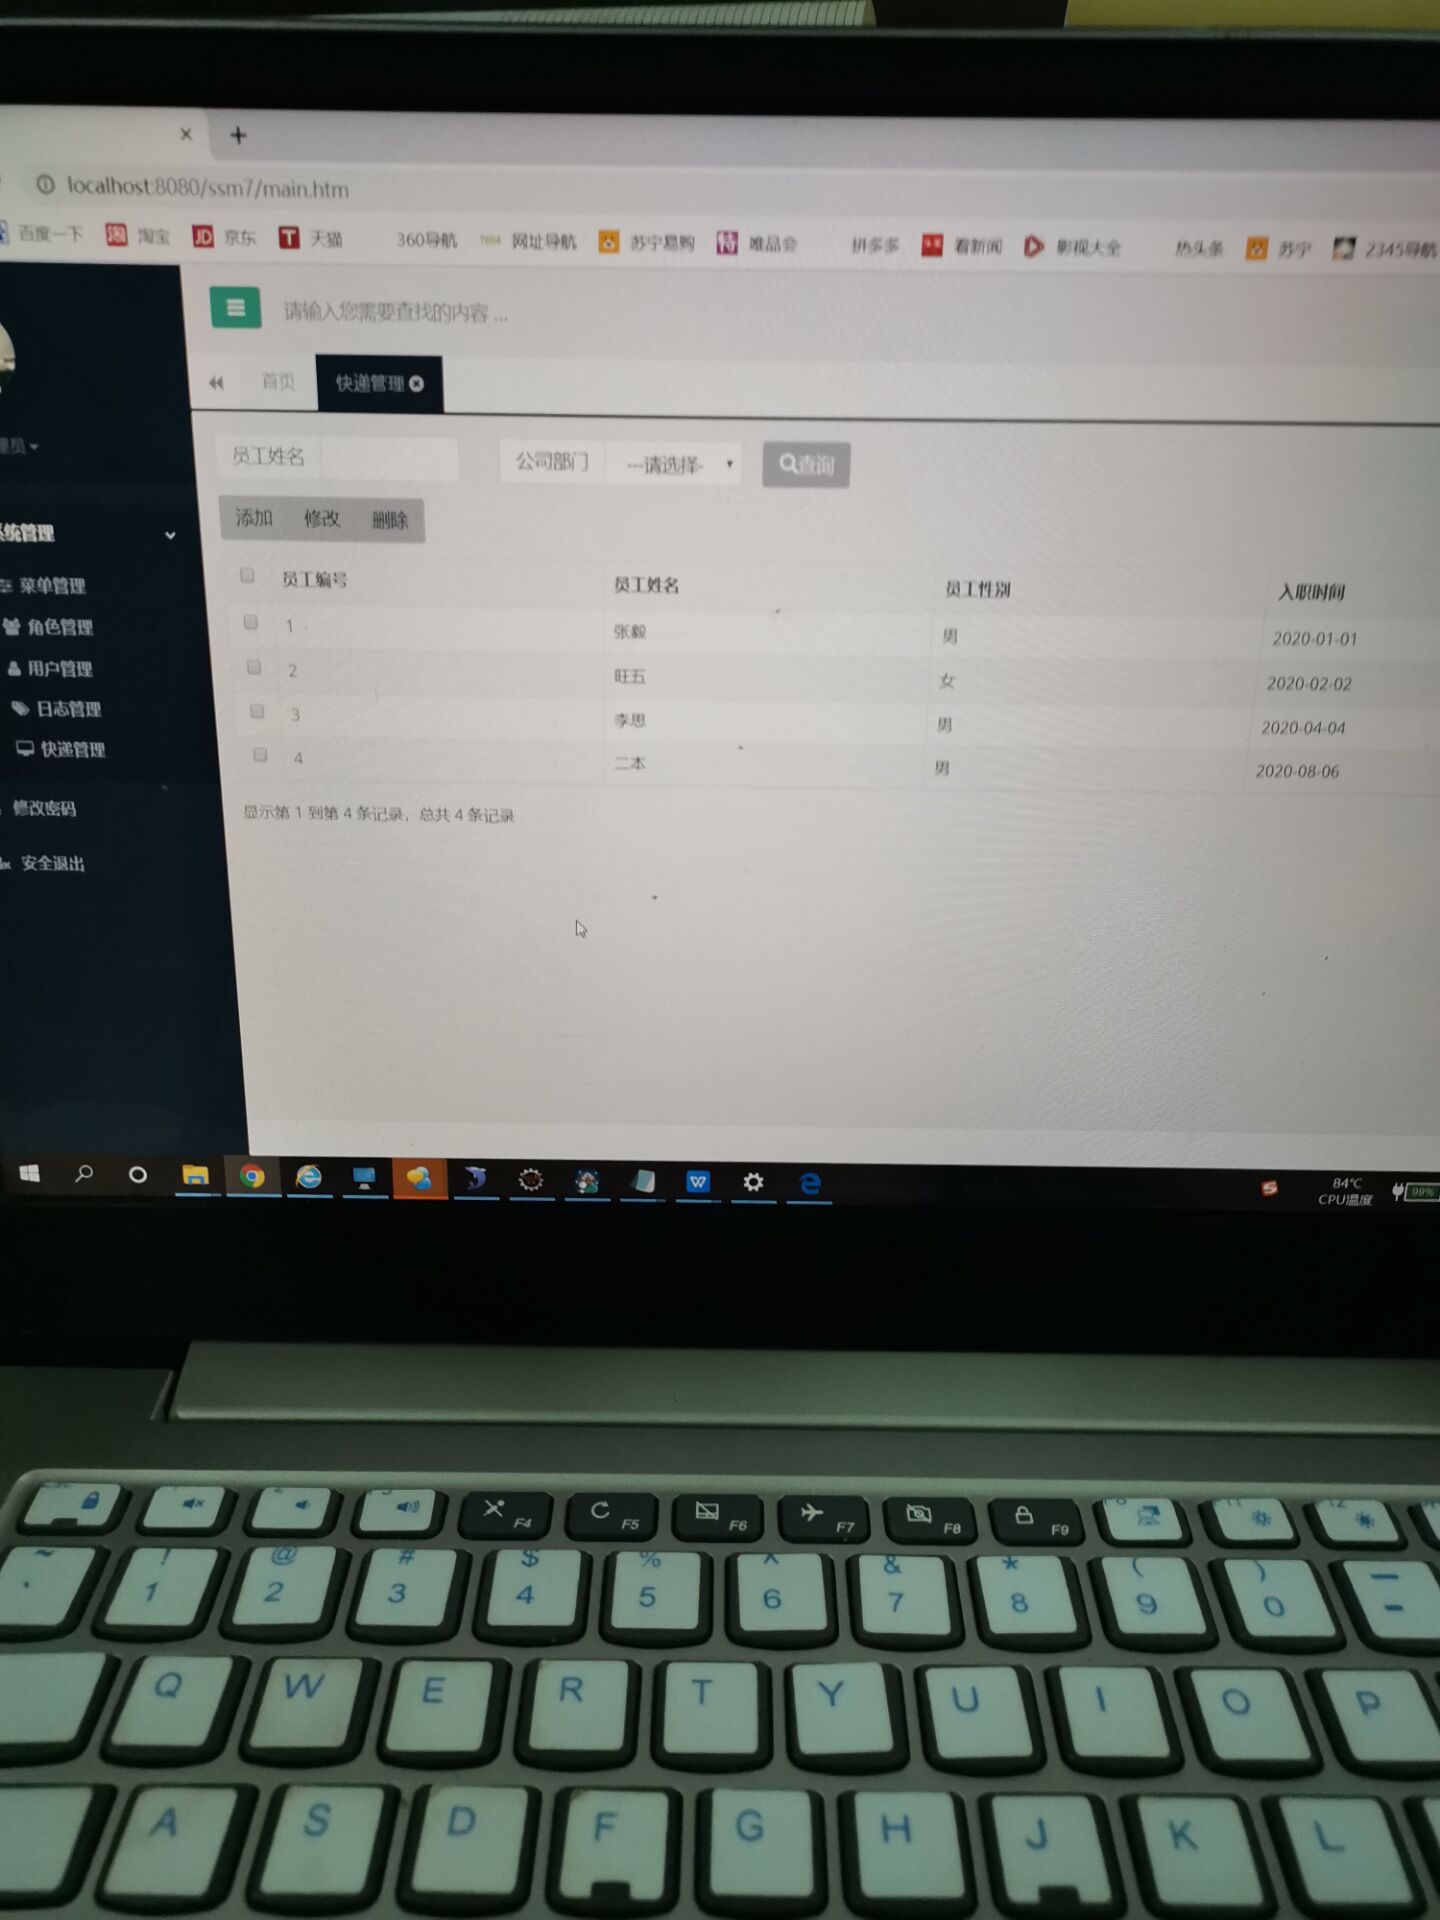 localhost:8080/ssm7/main.htm
百度一下 淘宝 JD 京东 T 天猫 360导航 网址导航 苏宁易购 特 唯品会 拼多多 看新闻 影视大全 热头条 苏宁 2345导航
请输入您需要查找的内容 ...
首页 快递管理
理员
员工姓名 公司部门 ---请选择- 查询
添加 修改 删除
系统管理
菜单管理
角色管理
用户管理
日志管理
快递管理
修改密码
安全退出
员工编号 员工姓名 员工性别 入职时间
1 张毅 男 2020-01-01
2 旺五 女 2020-02-02
3 李思 男 2020-04-04
4 二本 男 2020-08-06
显示第 1 到第 4 条记录，总共 4 条记录
84°C
CPU温度
99%
F4 F5 F6 F7 F8 F9
~ ! @ # $ % ^ & * ( ) —
1 2 3 4 5 6 7 8 9 0 -
Q W E R T Y U I O P
A S D F G H J K L